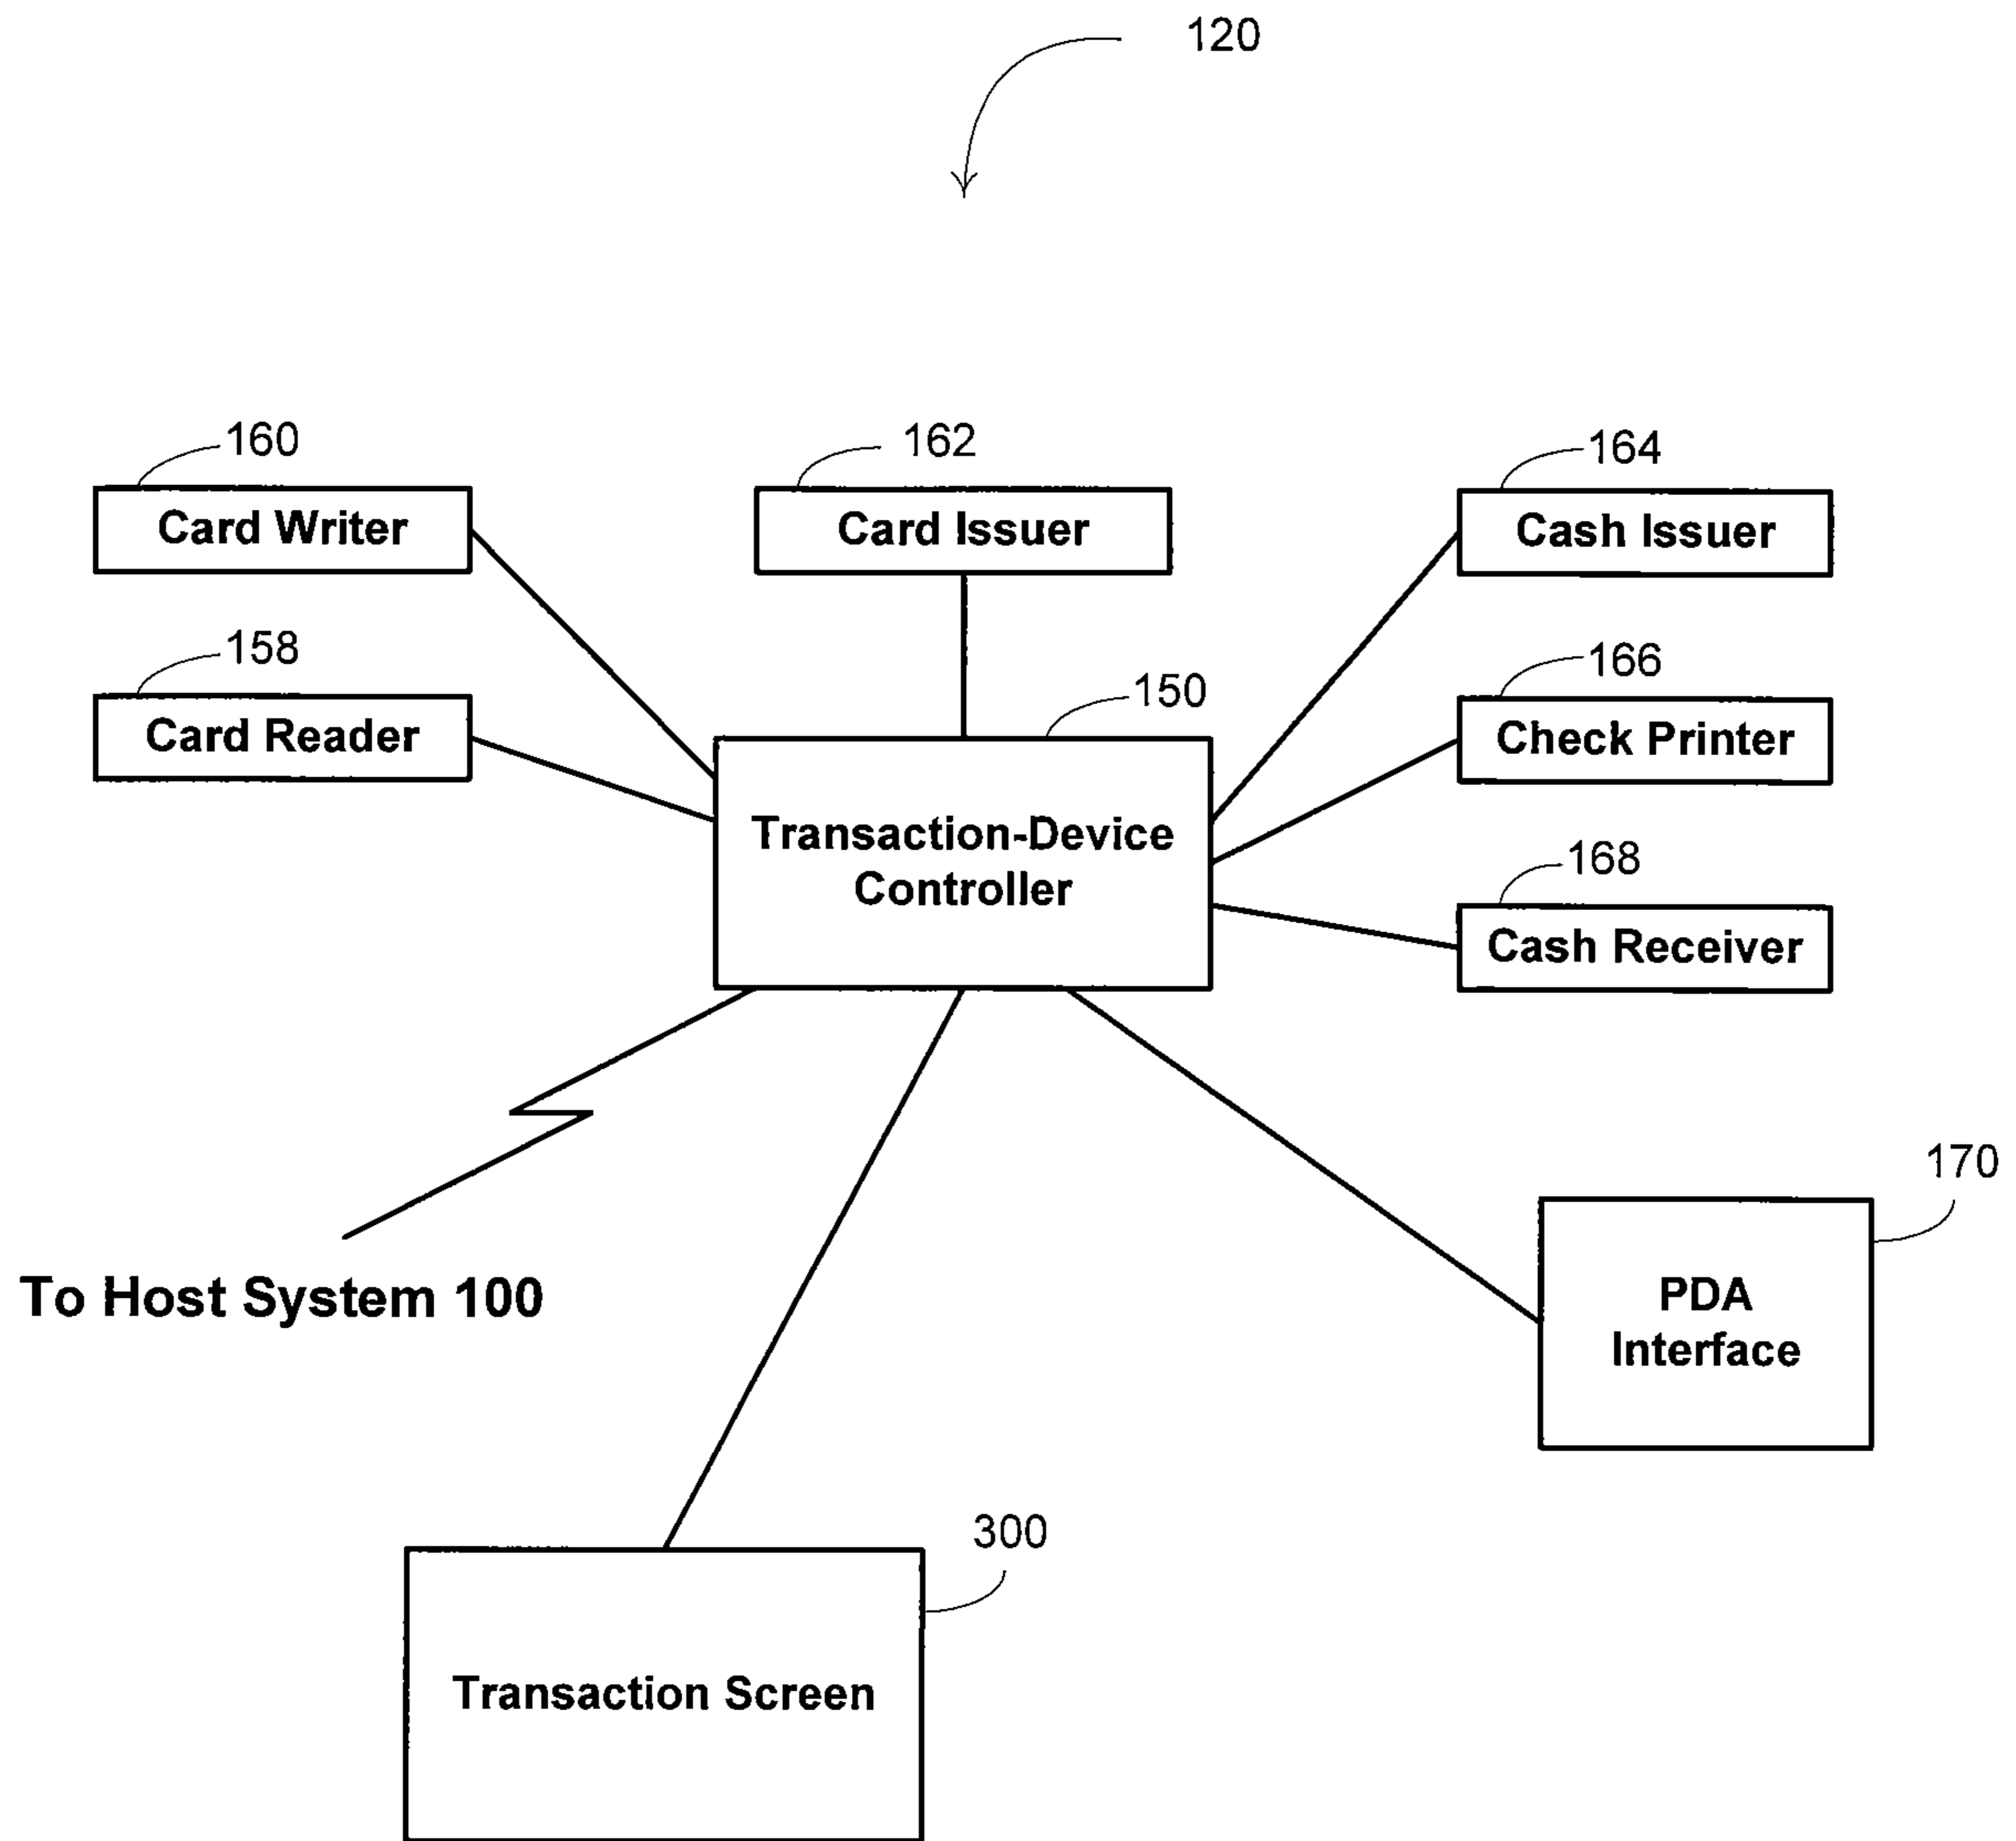 120
160
162
164
Card Writer
Card Issuer
Cash Issuer
158
166
150
Card Reader
Check Printer
Transaction-Device
Controller
168
Cash Receiver
170
To Host System 100
PDA
Interface
300
Transaction Screen